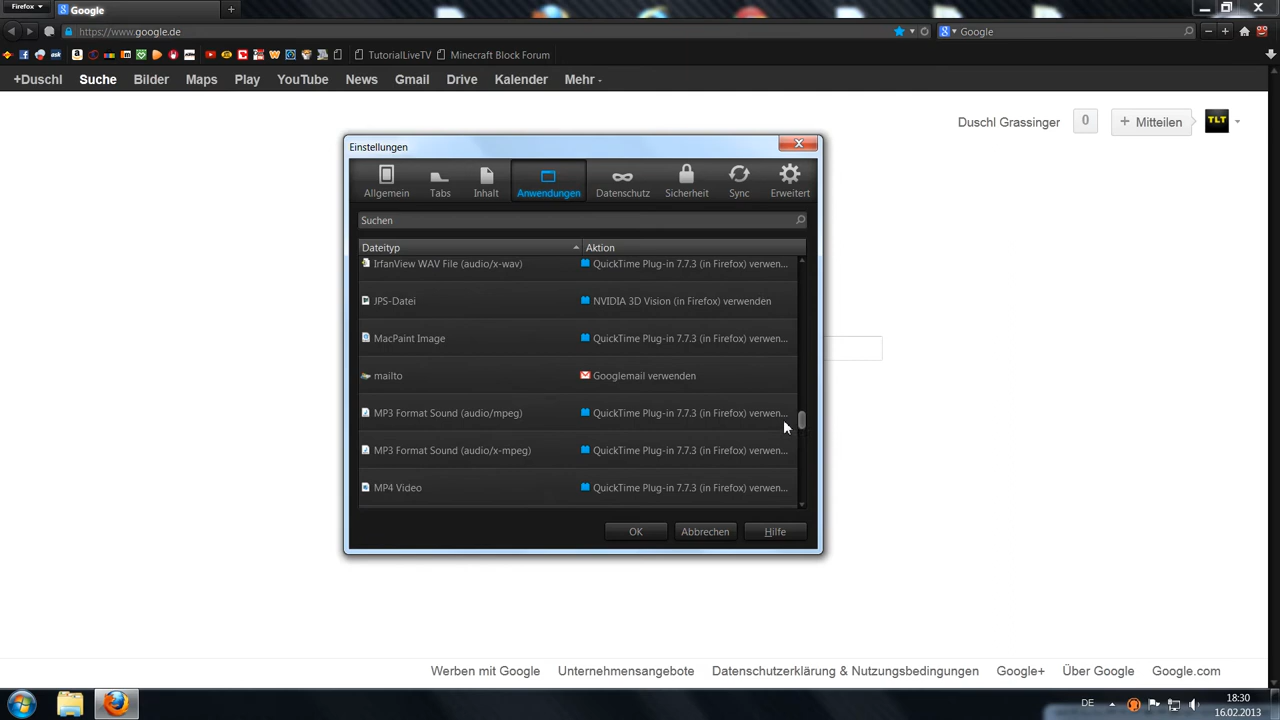 Firefox
Google
https://www.google.de
Google
TutorialLiveTV Minecraft Block Forum
+Duschl Suche Bilder Maps Play YouTube News Gmail Drive Kalender Mehr
Duschl Grassinger 0 + Mitteilen TLT
Einstellungen
Allgemein Tabs Inhalt Anwendungen Datenschutz Sicherheit Sync Erweitert
Suchen
Dateityp Aktion
IrfanView WAV File (audio/x-wav) QuickTime Plug-in 7.7.3 (in Firefox) verwen...
JPS-Datei NVIDIA 3D Vision (in Firefox) verwenden
MacPaint Image QuickTime Plug-in 7.7.3 (in Firefox) verwen...
mailto Googlemail verwenden
MP3 Format Sound (audio/mpeg) QuickTime Plug-in 7.7.3 (in Firefox) verwen...
MP3 Format Sound (audio/x-mpeg) QuickTime Plug-in 7.7.3 (in Firefox) verwen...
MP4 Video QuickTime Plug-in 7.7.3 (in Firefox) verwen...
OK Abbrechen Hilfe
Werben mit Google Unternehmensangebote Datenschutzerklärung & Nutzungsbedingungen Google+ Über Google Google.com
DE 18:30
16.02.2013